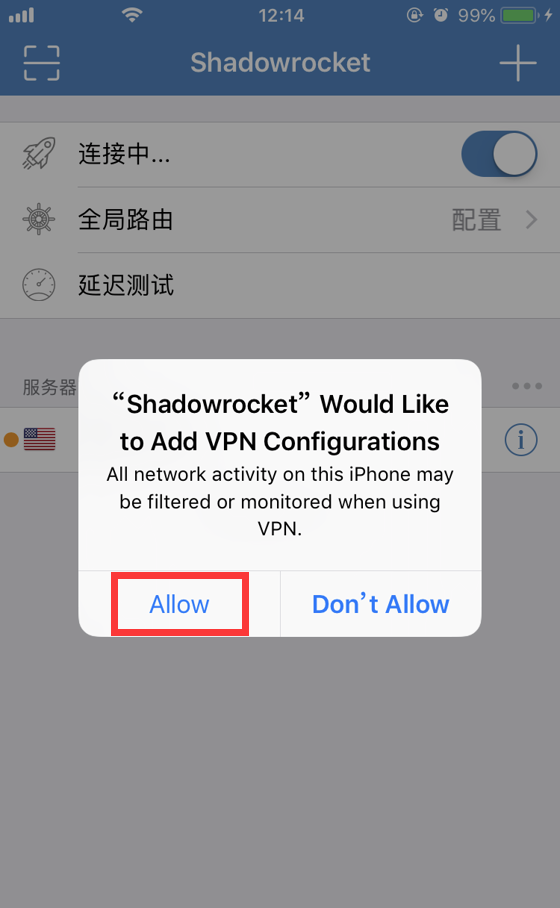 12:14
99%
Shadowrocket
连接中...
全局路由 配置
延迟测试
服务器
“Shadowrocket” Would Like
to Add VPN Configurations
All network activity on this iPhone may
be filtered or monitored when using
VPN.
Allow
Don’t Allow